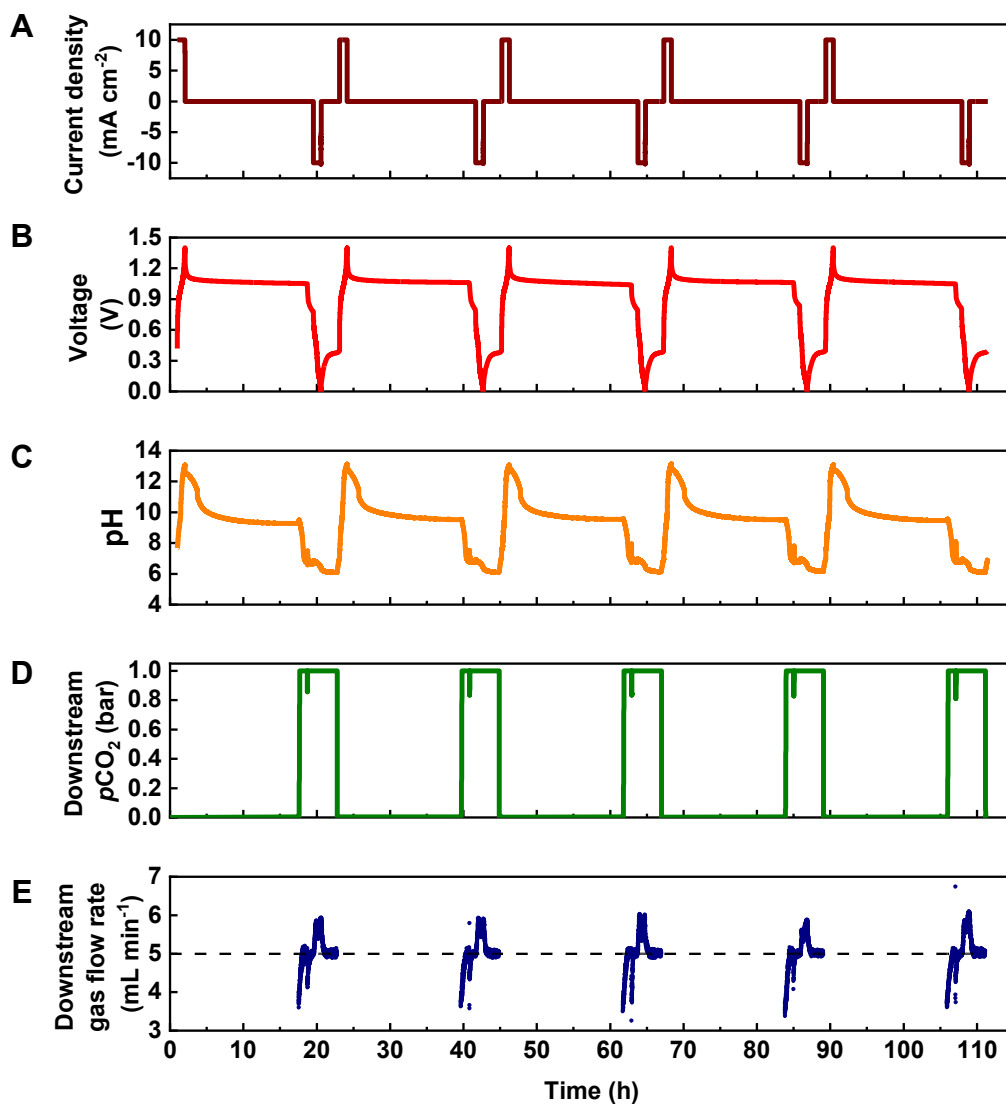 A
Current density
(mA cm⁻²)
10
5
0
-5
-10
B
Voltage
(V)
1.5
1.2
0.9
0.6
0.3
0.0
C
pH
14
12
10
8
6
4
D
Downstream
pCO₂ (bar)
1.0
0.8
0.6
0.4
0.2
0.0
E
Downstream
gas flow rate
(mL min⁻¹)
7
6
5
4
3
0 10 20 30 40 50 60 70 80 90 100 110
Time (h)